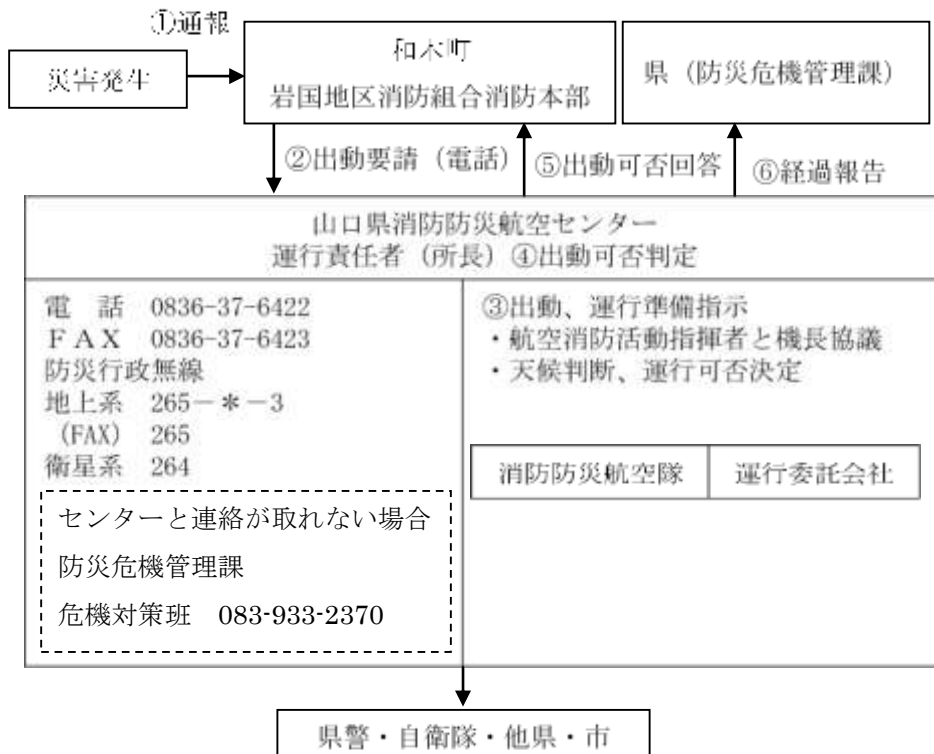 ①通報
災害発生
和木町
岩国地区消防組合消防本部
県（防災危機管理課）
②出動要請（電話）
⑤出動可否回答
⑥経過報告
山口県消防防災航空センター
運行責任者（所長）④出動可否判定
電　話　0836-37-6422
ＦＡＸ　0836-37-6423
防災行政無線
地上系　265－＊－3
(FAX)　265
衛星系　264
センターと連絡が取れない場合
防災危機管理課
危機対策班　083-933-2370
③出動、運行準備指示
・航空消防活動指揮者と機長協議
・天候判断、運行可否決定
消防防災航空隊
運行委託会社
県警・自衛隊・他県・市